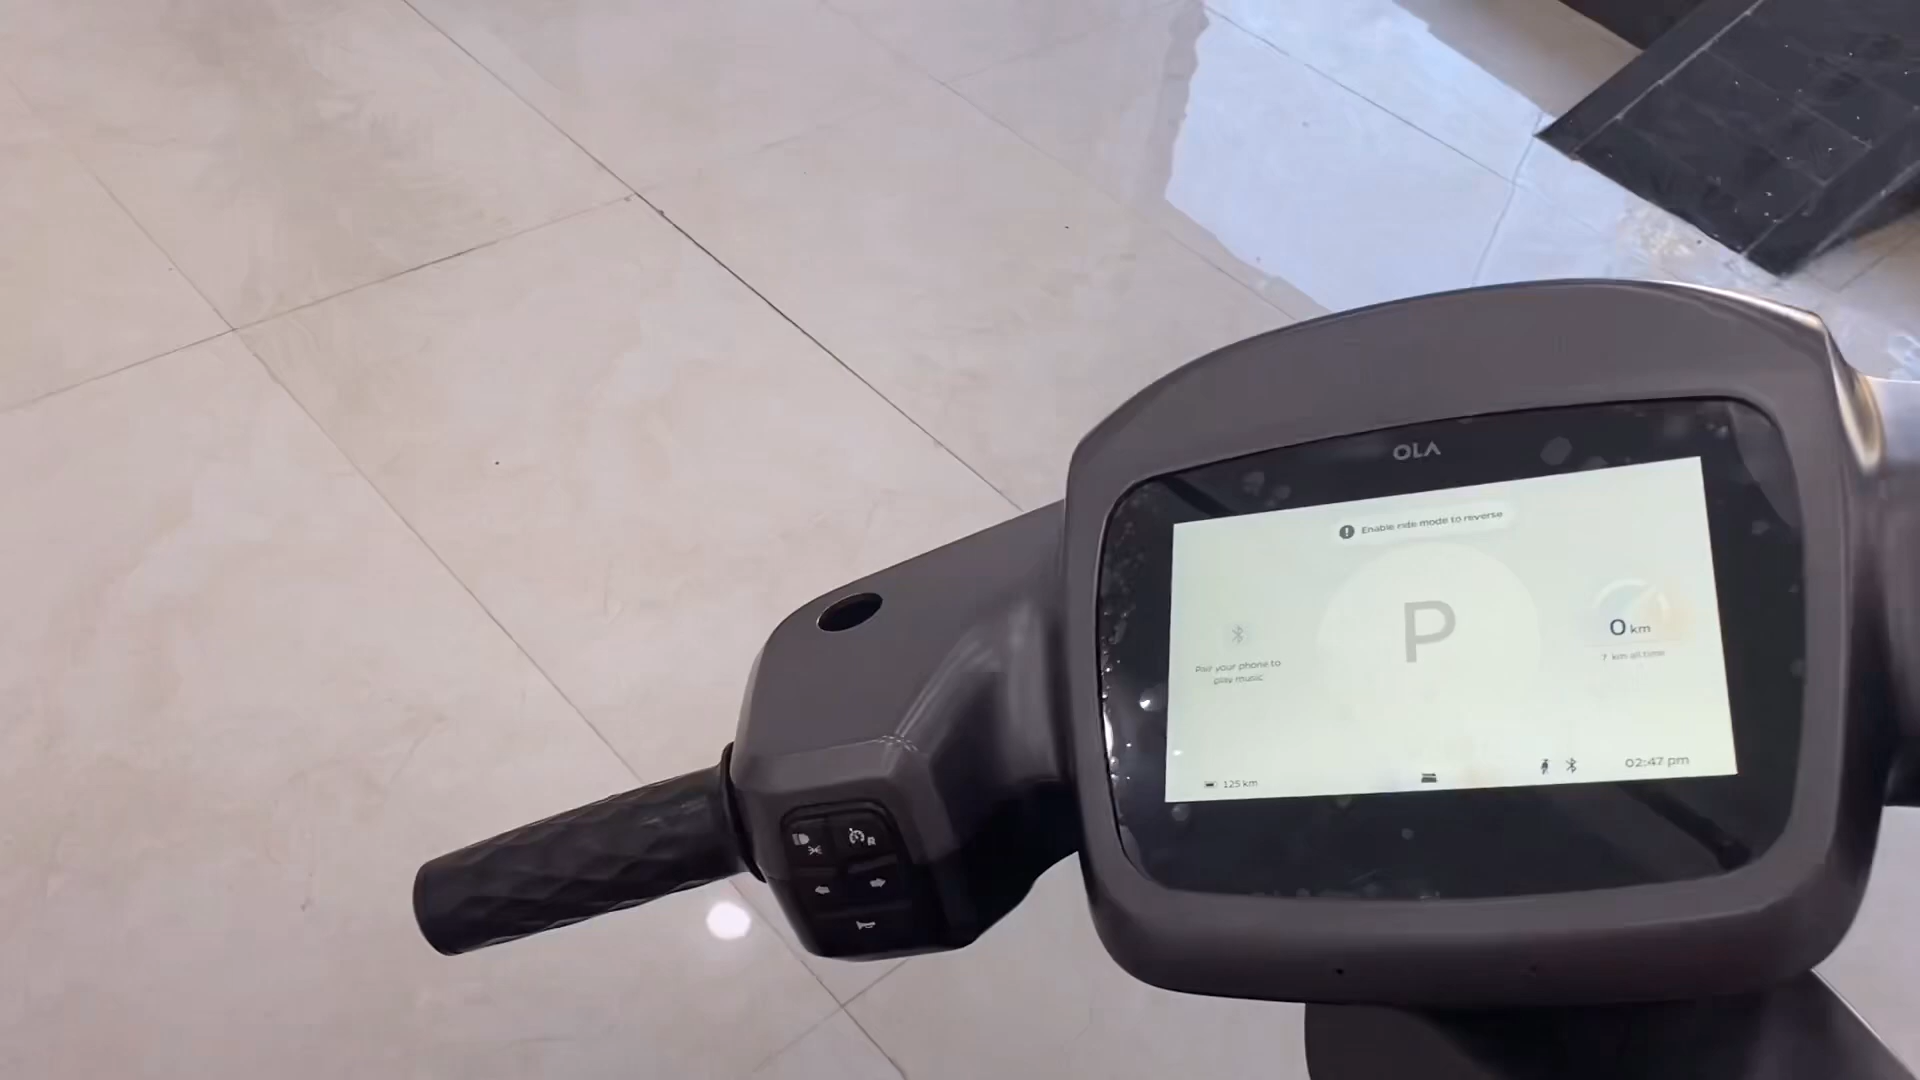 OLA
Enable ride mode to reverse
P
Pair your phone to
play music
0 km
7 km all time
125 km
02:47 pm
R